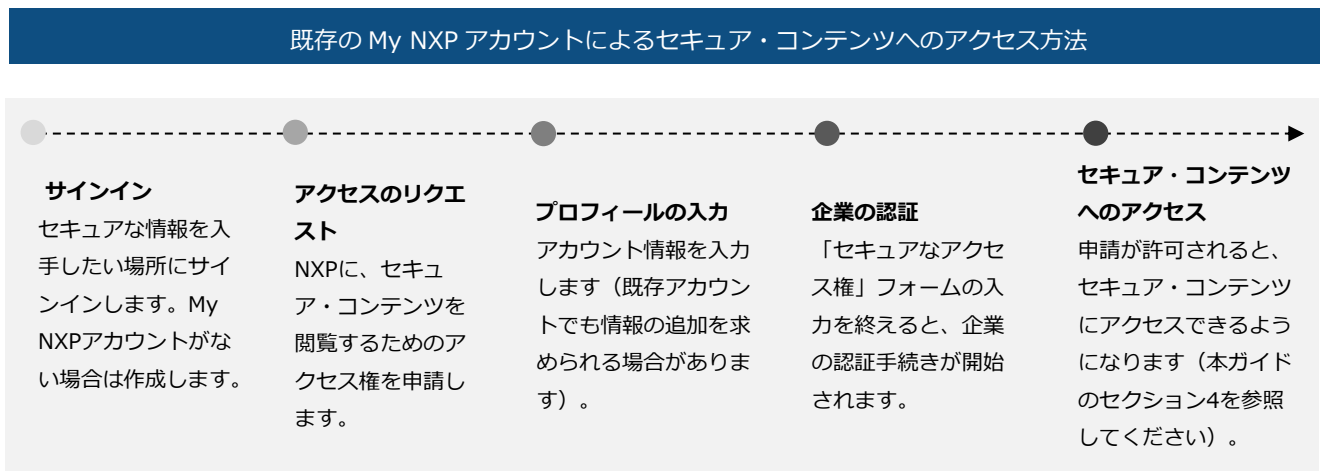 既存の My NXP アカウントによるセキュア・コンテンツへのアクセス方法
サインイン
セキュアな情報を入
手したい場所にサイ
ンインします。My
NXPアカウントがな
い場合は作成します。
アクセスのリクエ
スト
NXPに、セキュ
ア・コンテンツを
閲覧するためのア
クセス権を申請し
ます。
プロフィールの入力
アカウント情報を入力
します（既存アカウン
トでも情報の追加を求
められる場合がありま
す）。
企業の認証
「セキュアなアクセ
ス権」フォームの入
力を終えると、企業
の認証手続きが開始
されます。
セキュア・コンテンツ
へのアクセス
申請が許可されると、
セキュア・コンテンツ
にアクセスできるよう
になります（本ガイド
のセクション4を参照
してください）。